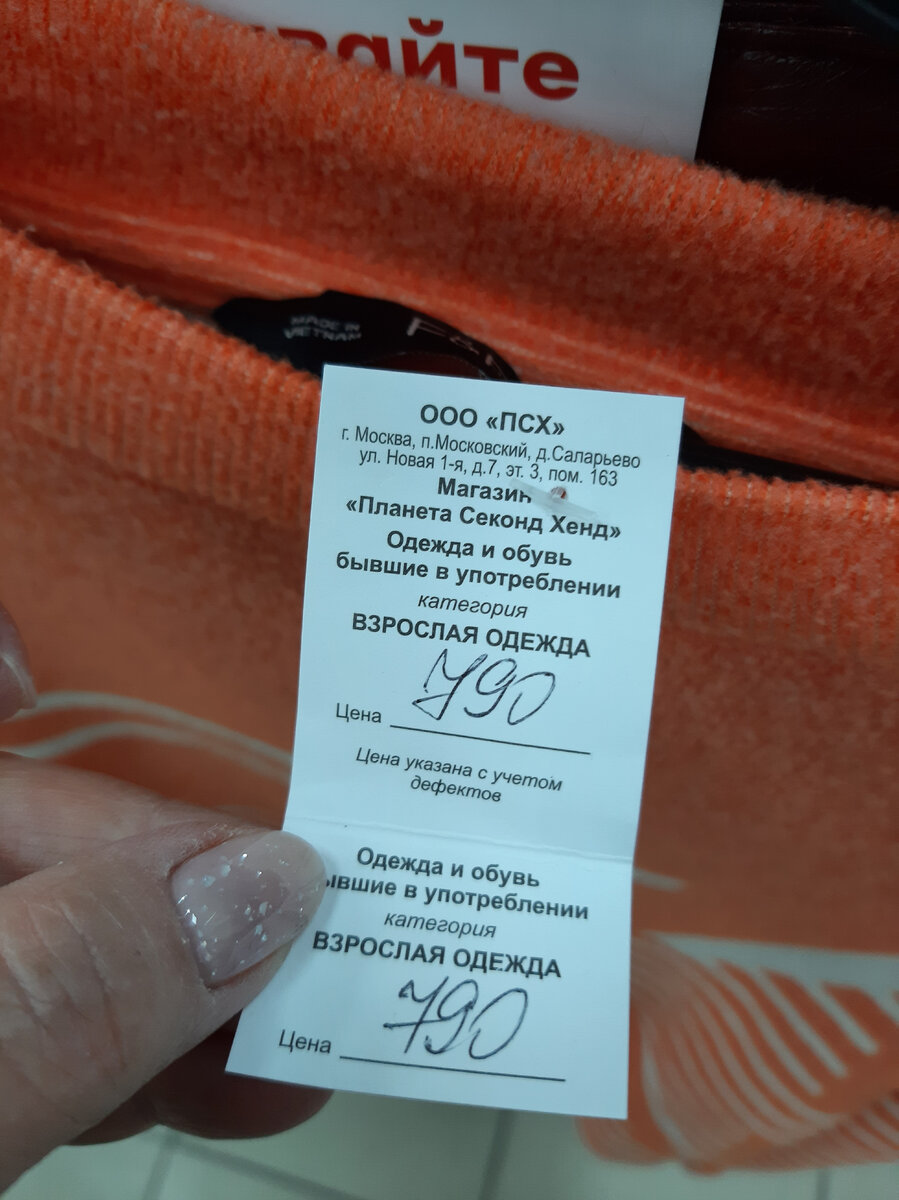 MADE IN
VIETNAM
ООО «ПСХ»
г. Москва, п.Московский, д.Саларьево
ул. Новая 1-я, д.7, эт. 3, пом. 163
Магазин
«Планета Секонд Хенд»
Одежда и обувь
бывшие в употреблении
категория
ВЗРОСЛАЯ ОДЕЖДА
Цена 790
Цена указана с учетом
дефектов
Одежда и обувь
ывшие в употреблении
категория
ВЗРОСЛАЯ ОДЕЖДА
Цена 790